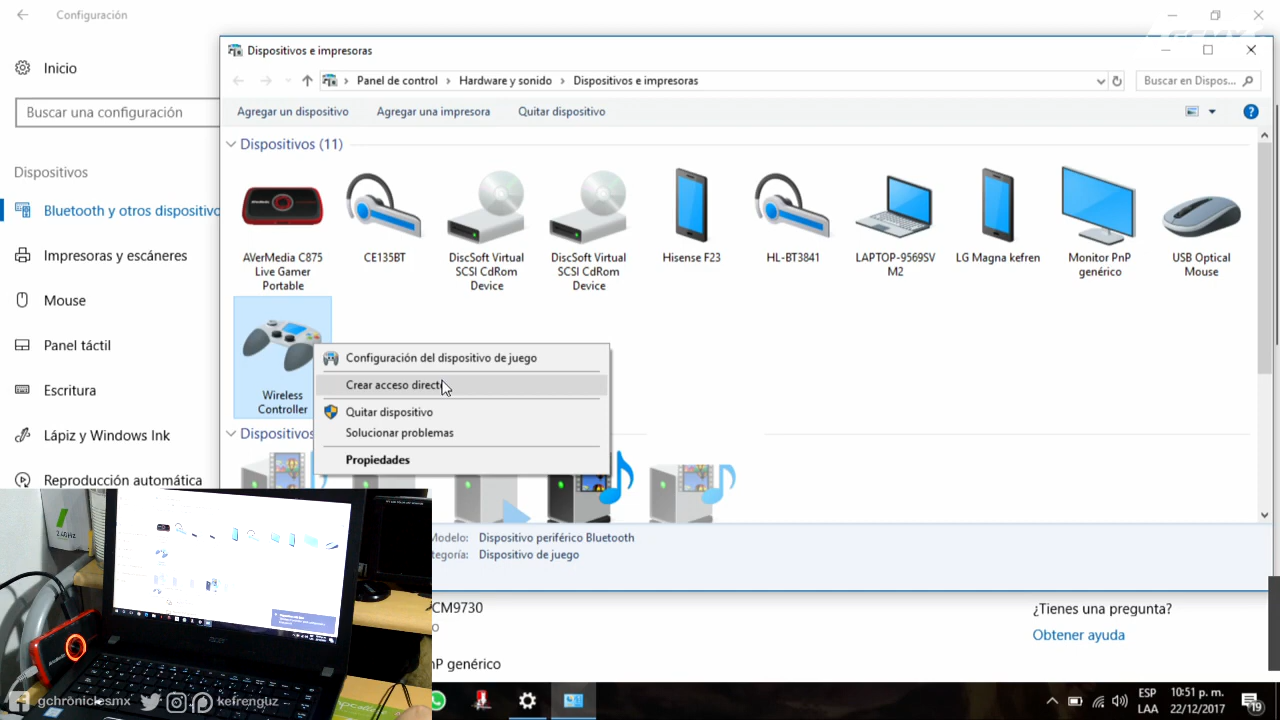 Configuración
Inicio
Buscar una configuración
Dispositivos
Bluetooth y otros dispositivo
Impresoras y escáneres
Mouse
Panel táctil
Escritura
Lápiz y Windows Ink
Reproducción automática
Dispositivos e impresoras
Panel de control
Hardware y sonido
Dispositivos e impresoras
Buscar en Dispos...
Agregar un dispositivo
Agregar una impresora
Quitar dispositivo
Dispositivos (11)
AVerMedia C875
Live Gamer
Portable
CE135BT
DiscSoft Virtual
SCSI CdRom
Device
DiscSoft Virtual
SCSI CdRom
Device
Hisense F23
HL-BT3841
LAPTOP-9569SV
M2
LG Magna kefren
Monitor PnP
genérico
USB Optical
Mouse
Wireless
Controller
Configuración del dispositivo de juego
Crear acceso directo
Quitar dispositivo
Solucionar problemas
Propiedades
Dispositivos
Modelo: Dispositivo periférico Bluetooth
tegoría: Dispositivo de juego
CM9730
o
nP genérico
¿Tienes una pregunta?
Obtener ayuda
gchroniclesmx
kefrenguz
ESP
LAA
10:51 p. m.
22/12/2017
19